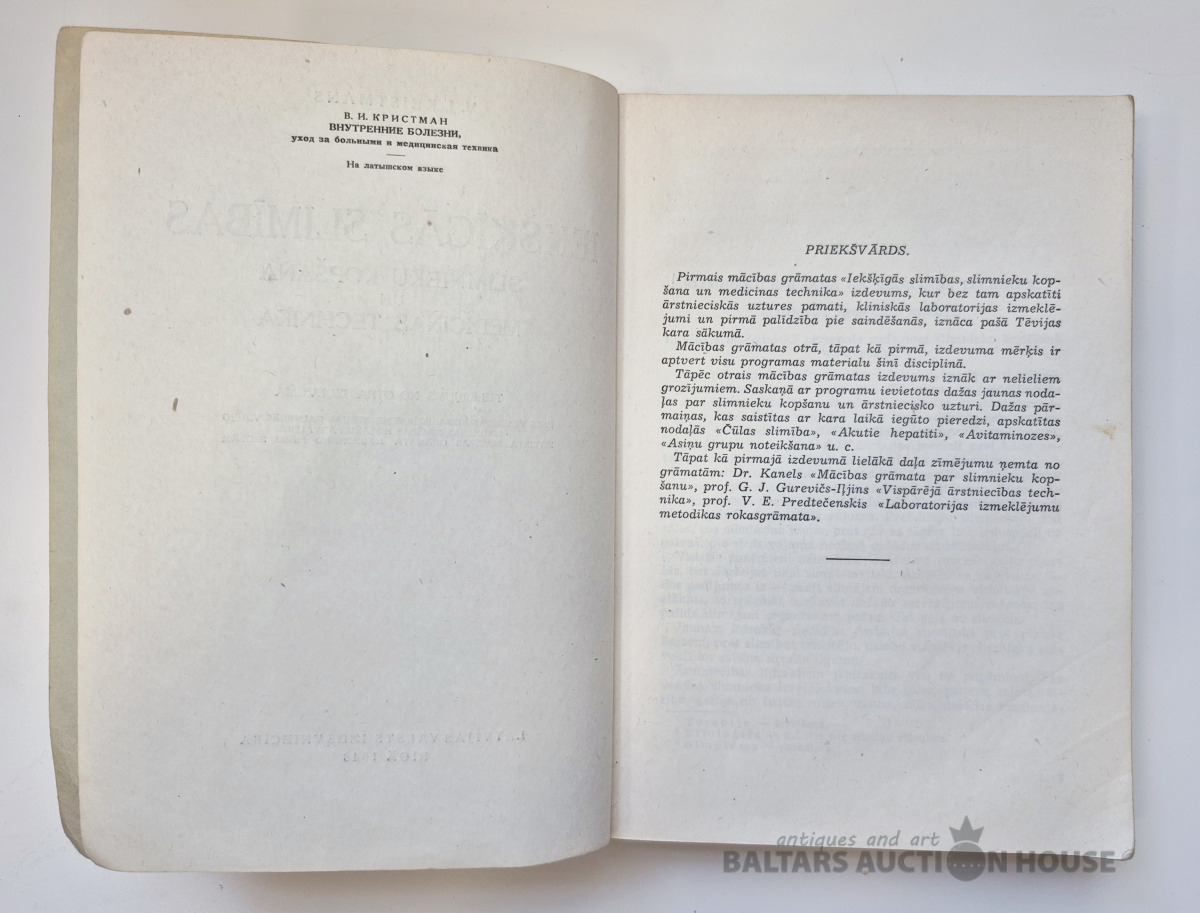 В. И. КРИСТМАН
ВНУТРЕННИЕ БОЛЕЗНИ,
уход за больными и медицинская техника
На латышском языке
PRIEKŠVĀRDS.
Pirmais mācības grāmatas «Iekšķīgās slimības, slimnieku kop-
šana un medicinas technika» izdevums, kur bez tam apskatīti
ārstnieciskās uztures pamati, kliniskās laboratorijas izmeklē-
jumi un pirmā palīdzība pie saindēšanās, iznāca pašā Tēvijas
kara sākumā.
Mācības grāmatas otrā, tāpat kā pirmā, izdevuma mērķis ir
aptvert visu programas materialu šinī disciplinā.
Tāpēc otrais mācības grāmatas izdevums iznāk ar nelieliem
grozījumiem. Saskaņā ar programu ievietotas dažas jaunas noda-
ļas par slimnieku kopšanu un ārstniecisko uzturi. Dažas pār-
maiņas, kas saistītas ar kara laikā iegūto pieredzi, apskatītas
nodaļās «Čūlas slimība», «Akutie hepatiti», «Avitaminozes»,
«Asiņu grupu noteikšana» u. c.
Tāpat kā pirmajā izdevumā lielākā daļa zīmējumu ņemta no
grāmatām: Dr. Kanels «Mācības grāmata par slimnieku kop-
šanu», prof. G. J. Gurevičs-Iļjins «Vispārējā ārstniecības tech-
nika», prof. V. E. Predtečenskis «Laboratorijas izmeklējumu
metodikas rokasgrāmata».
antiques and art
BALTARS AUCTION HOUSE